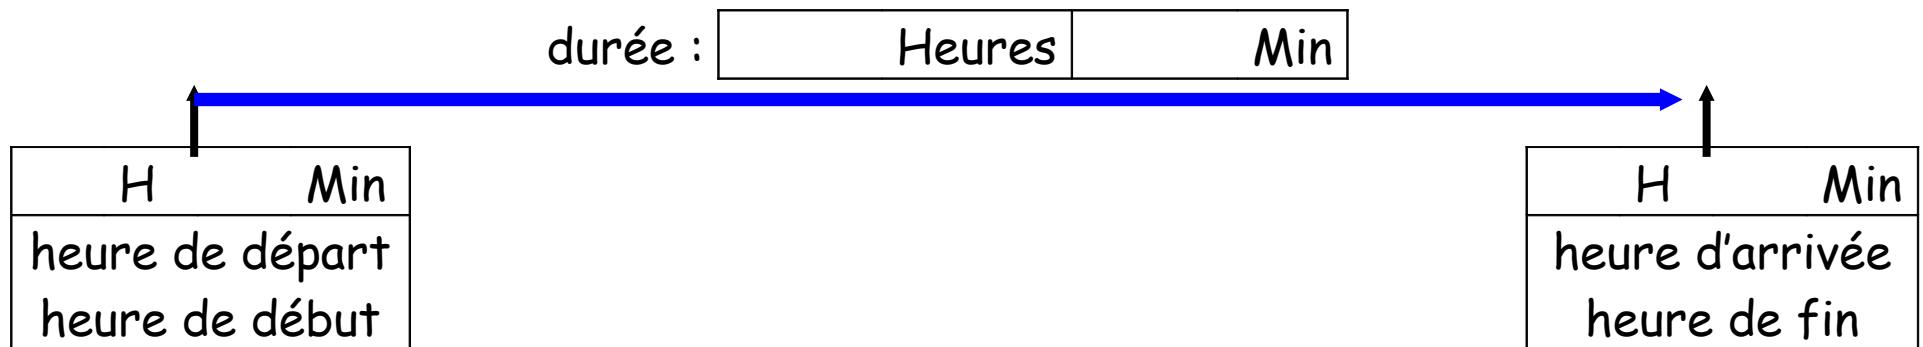 durée : Heures Min
H Min
heure de départ
heure de début
H Min
heure d'arrivée
heure de fin